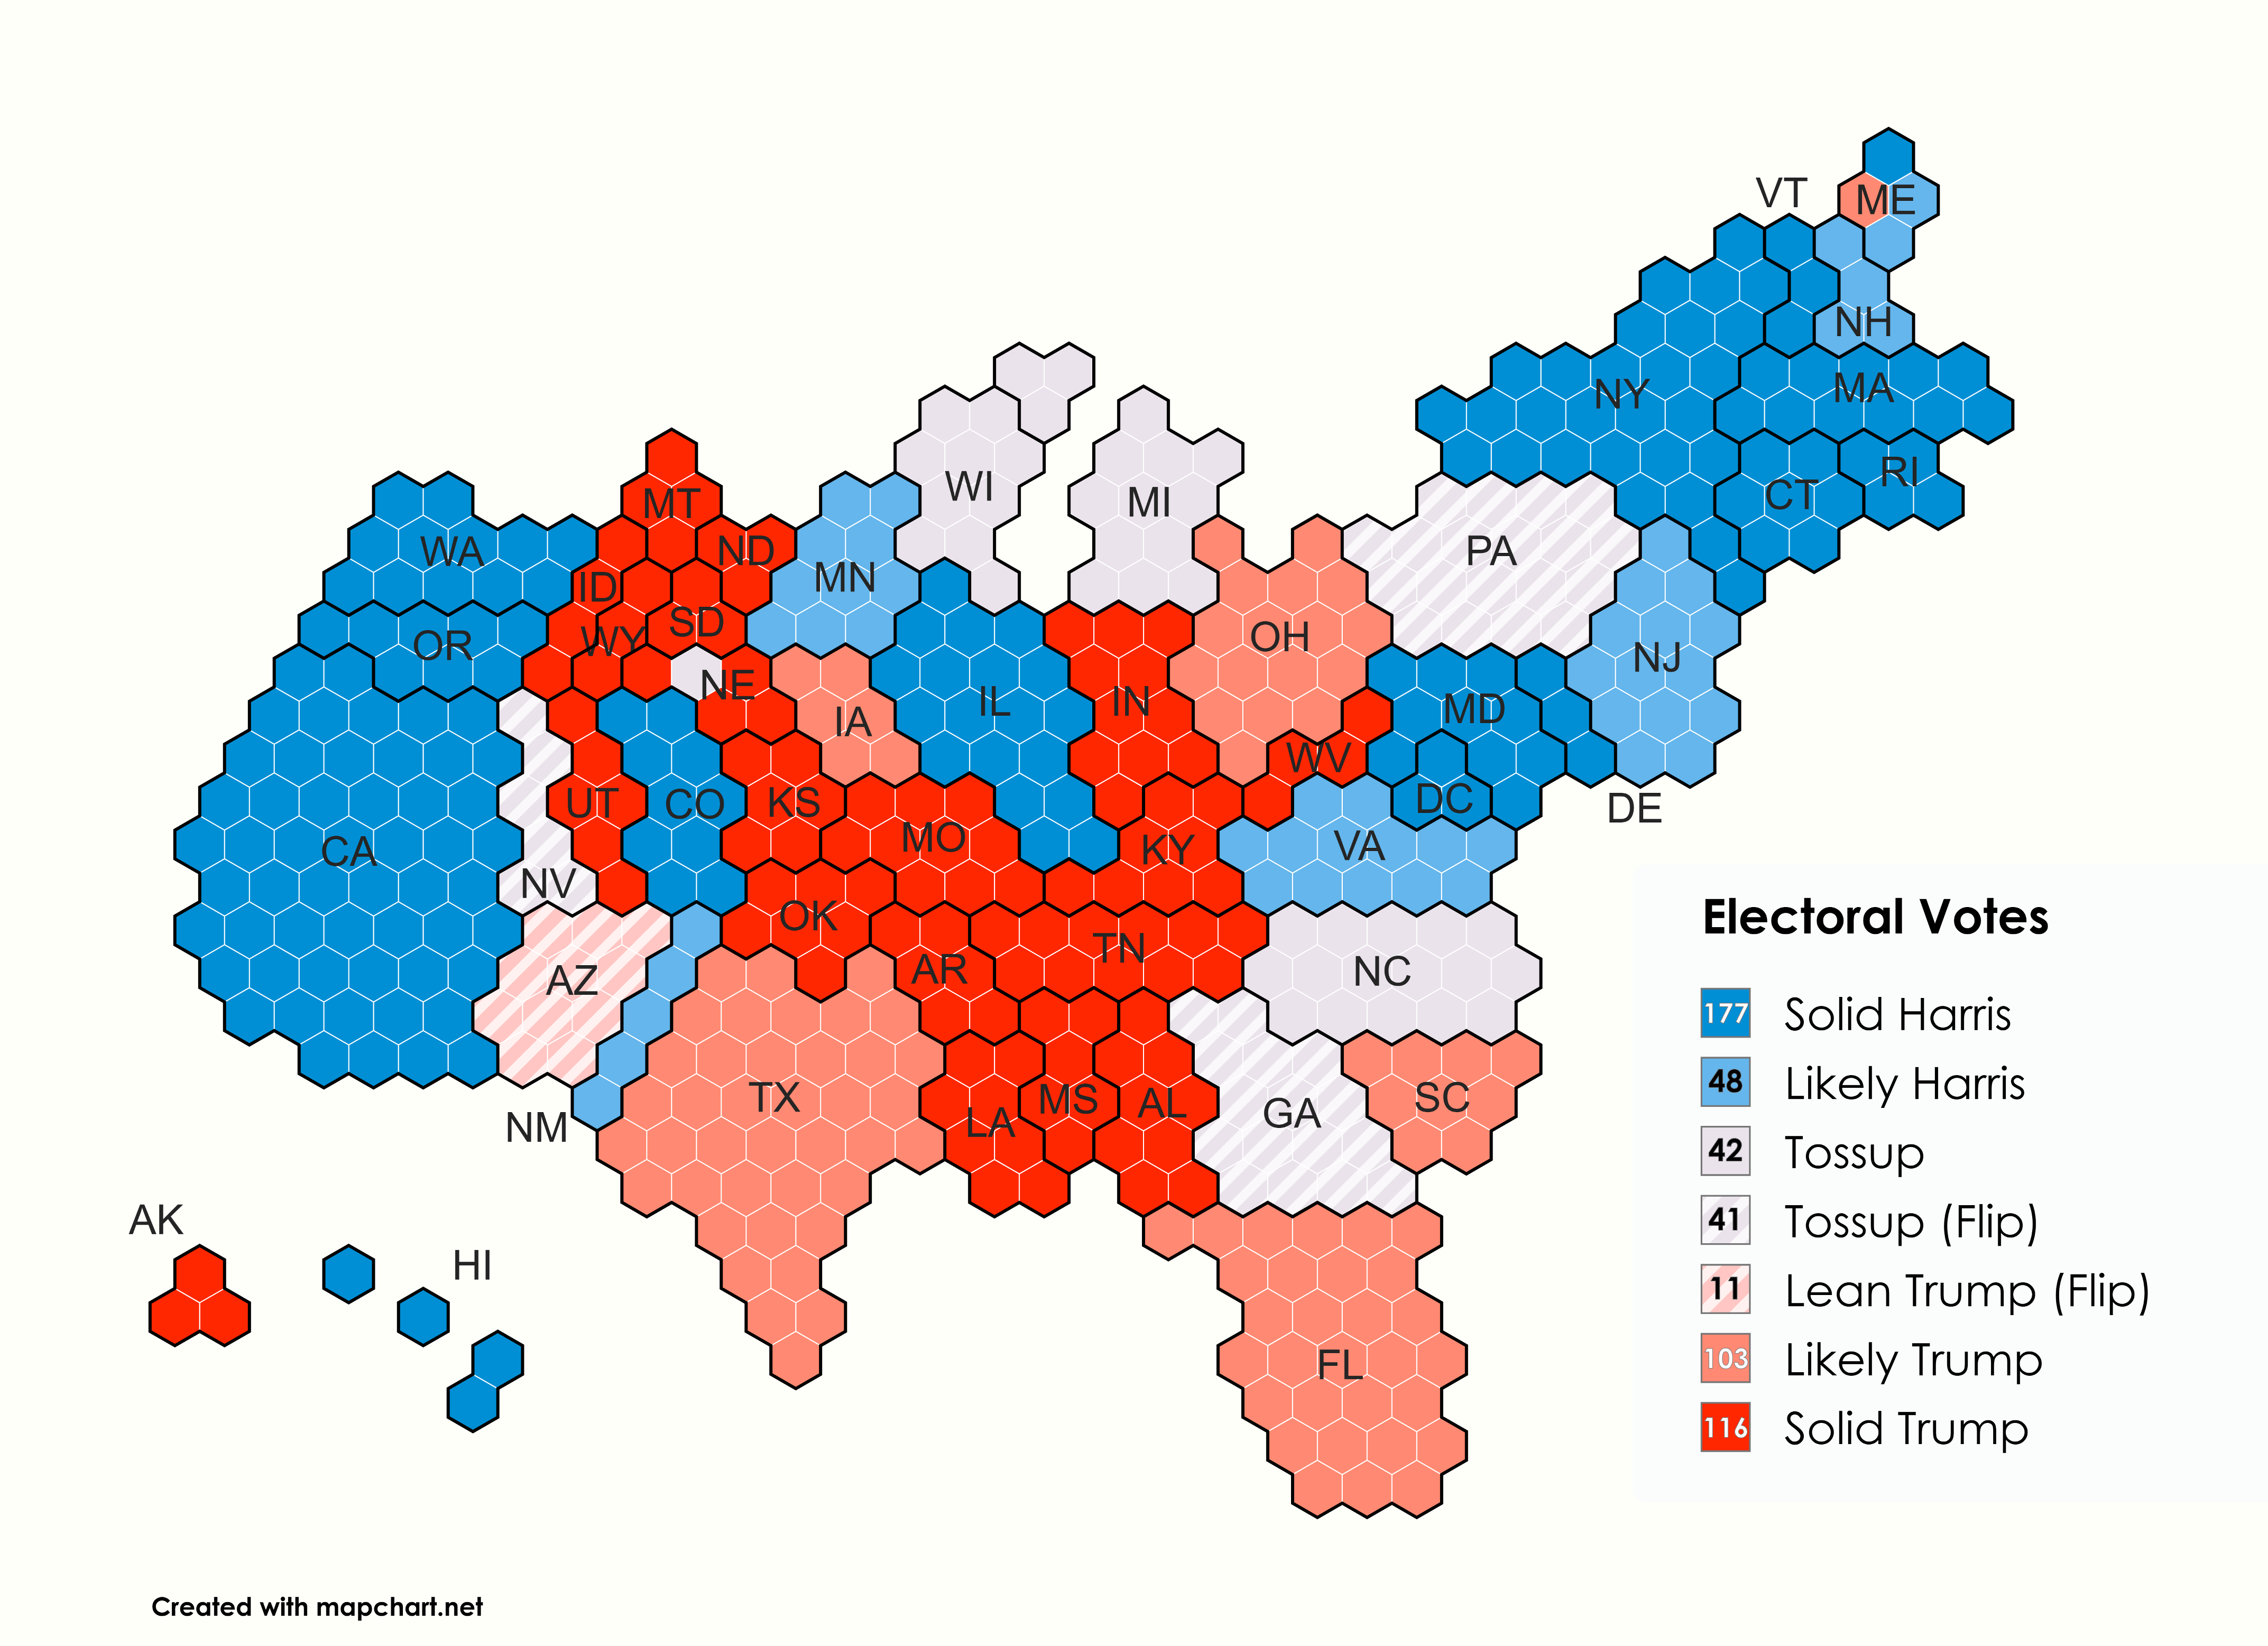 VT
ME
NH
NY
MA
RI
CT
WI
MI
MT
WA
ND
PA
ID
MN
SD
OR
WY
OH
NJ
NE
IL
IN
MD
IA
WV
UT
CO
KS
DC
DE
MO
CA
KY
VA
NV
OK
TN
AZ
AR
NC
TX
MS
AL
SC
LA
GA
NM
AK
HI
FL
Electoral Votes
177 Solid Harris
48 Likely Harris
42 Tossup
41 Tossup (Flip)
11 Lean Trump (Flip)
103 Likely Trump
116 Solid Trump
Created with mapchart.net